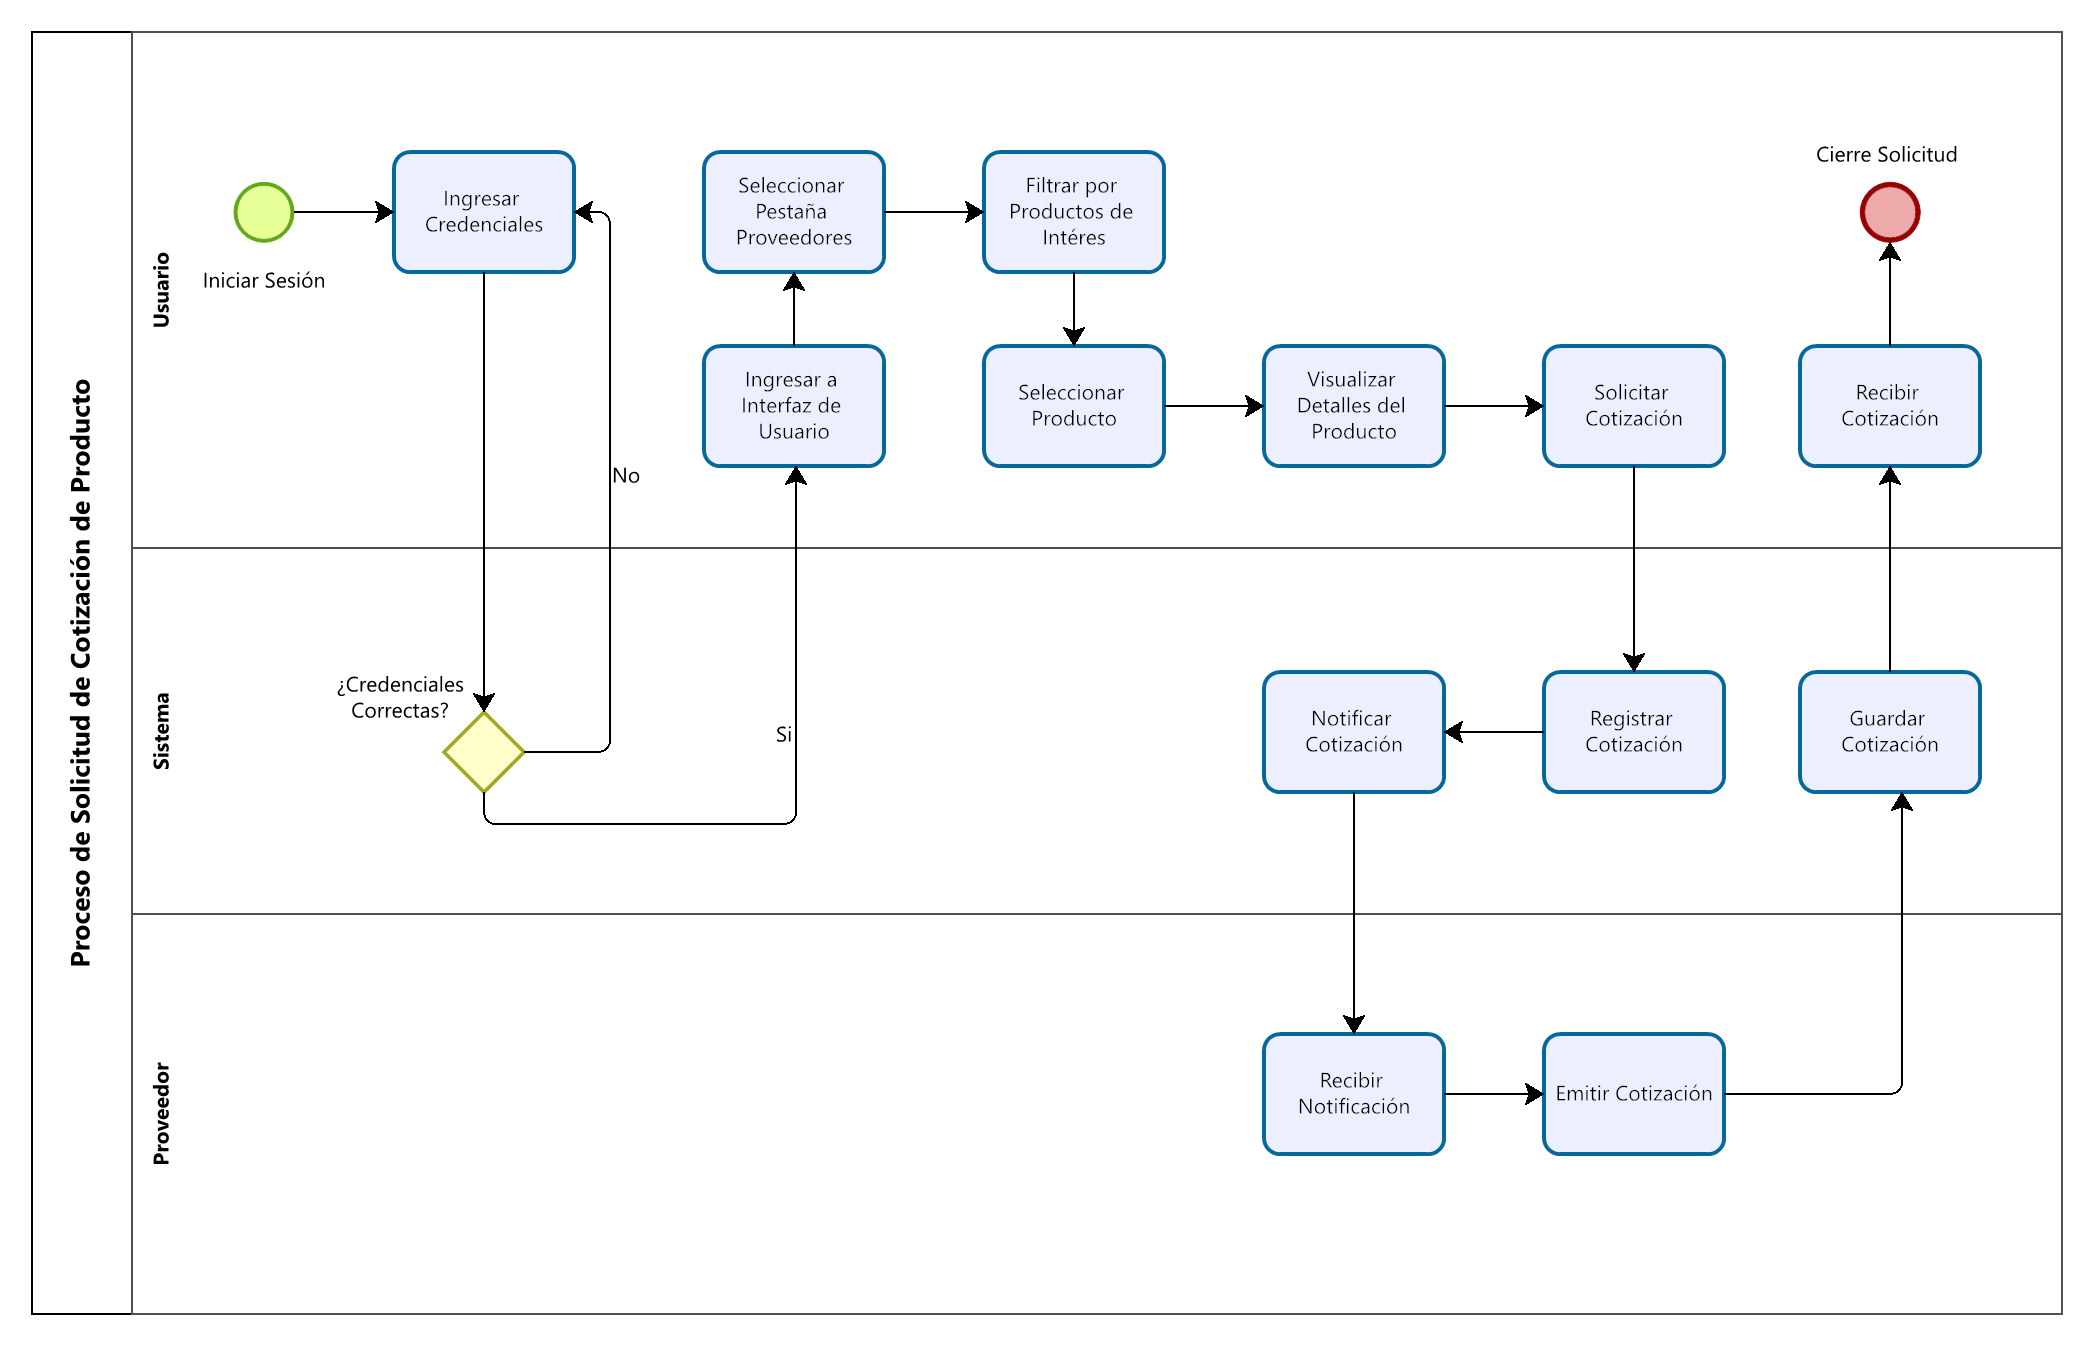 Proceso de Solicitud de Cotización de Producto
Usuario
Iniciar Sesión
Ingresar
Credenciales
Seleccionar
Pestaña
Proveedores
Filtrar por
Productos de
Intéres
Cierre Solicitud
Ingresar a
Interfaz de
Usuario
Seleccionar
Producto
Visualizar
Detalles del
Producto
Solicitar
Cotización
Recibir
Cotización
No
Sistema
¿Credenciales
Correctas?
Si
Notificar
Cotización
Registrar
Cotización
Guardar
Cotización
Proveedor
Recibir
Notificación
Emitir Cotización